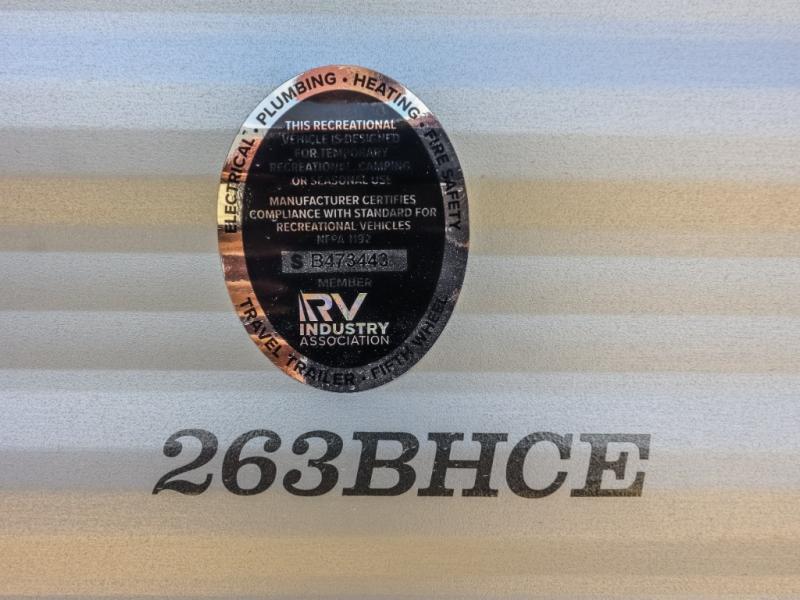 ELECTRICAL • PLUMBING • HEATING • FIRE SAFETY
THIS RECREATIONAL
VEHICLE IS DESIGNED
FOR TEMPORARY
RECREATIONAL, CAMPING
OR SEASONAL USE
MANUFACTURER CERTIFIES
COMPLIANCE WITH STANDARD FOR
RECREATIONAL VEHICLES
NFPA 1192
S B473443
MEMBER
RV
INDUSTRY
ASSOCIATION
TRAVEL TRAILER • FIFTH WHEEL
263BHCE